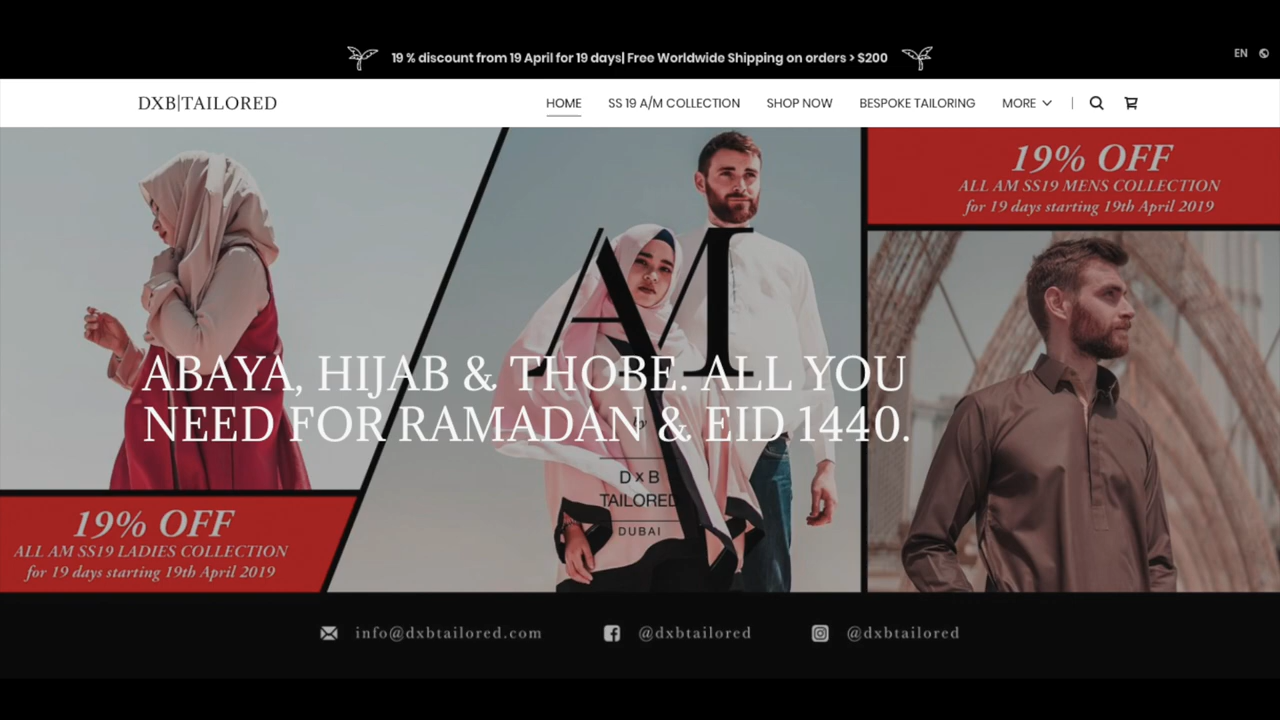 19 % discount from 19 April for 19 days| Free Worldwide Shipping on orders > $200
EN
DXB|TAILORED
HOME
SS 19 A/M COLLECTION
SHOP NOW
BESPOKE TAILORING
MORE
19% OFF
ALL AM SS19 MENS COLLECTION
for 19 days starting 19th April 2019
AM
ABAYA, HIJAB & THOBE. ALL YOU
NEED FOR RAMADAN & EID 1440.
by
DxB
TAILORED
DUBAI
19% OFF
ALL AM SS19 LADIES COLLECTION
for 19 days starting 19th April 2019
info@dxbtailored.com
@dxbtailored
@dxbtailored